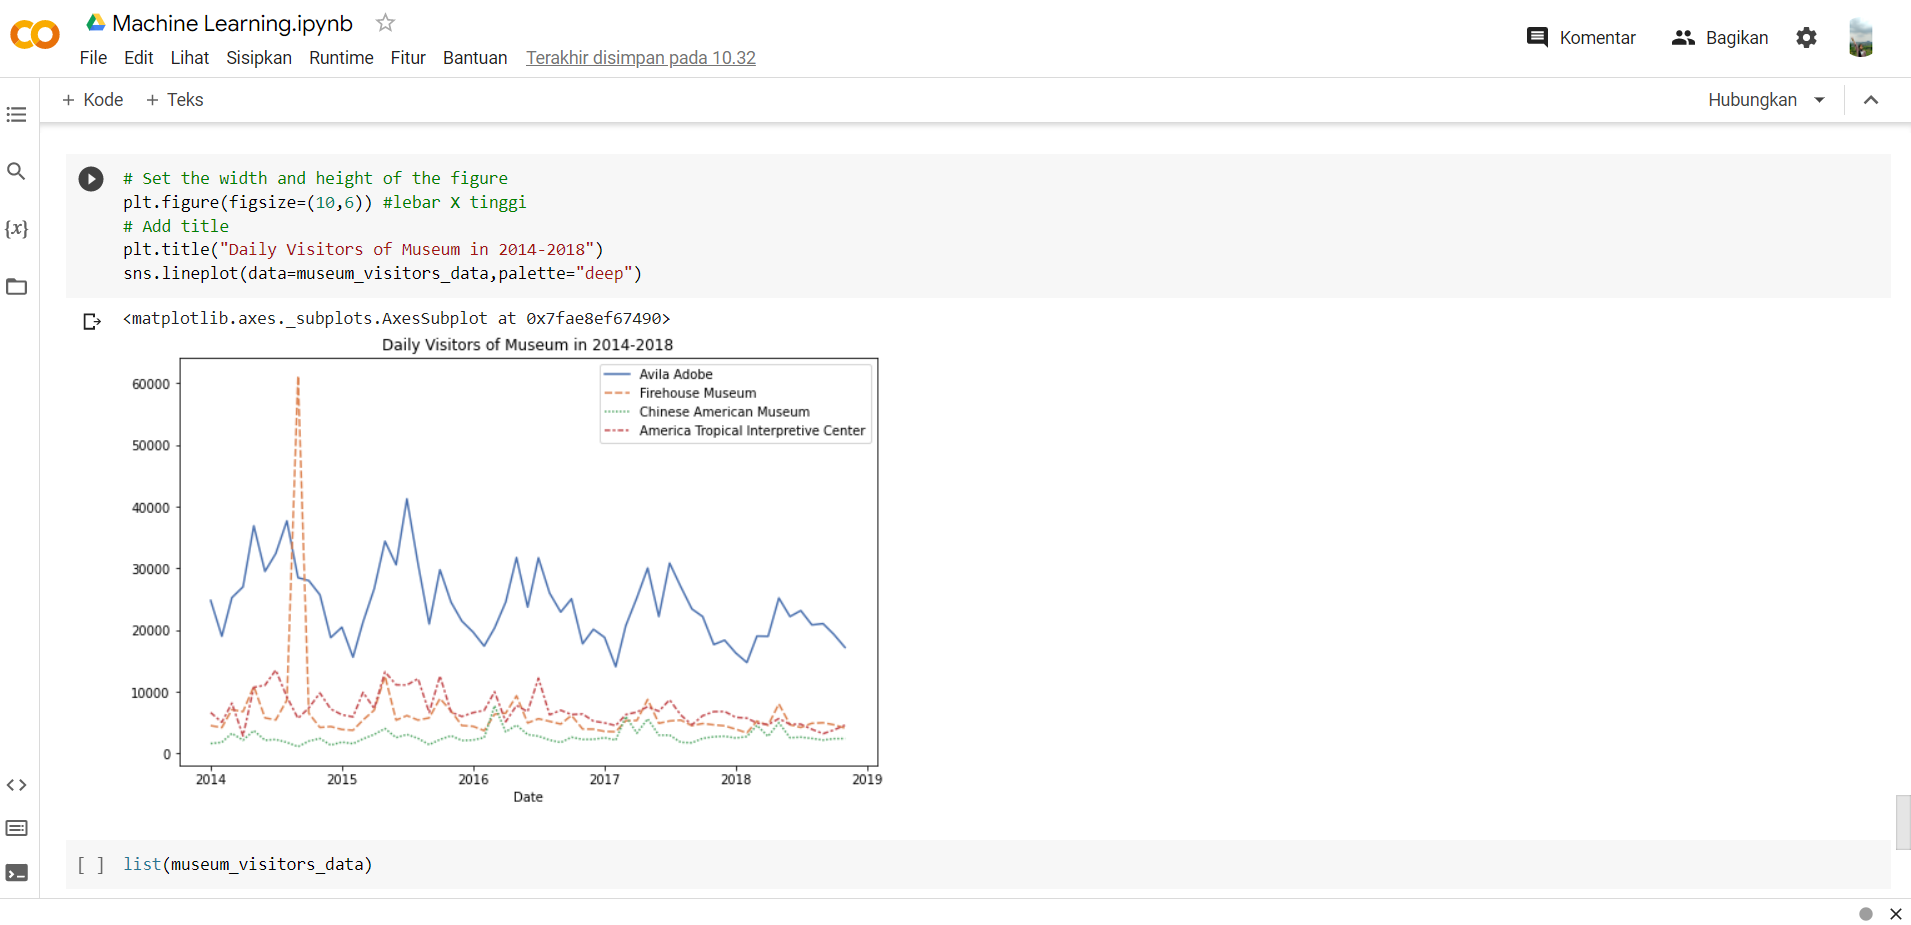 Machine Learning.ipynb
File Edit Lihat Sisipkan Runtime Fitur Bantuan Terakhir disimpan pada 10.32
Komentar Bagikan
+ Kode + Teks
Hubungkan
{x}
# Set the width and height of the figure
plt.figure(figsize=(10,6)) #lebar X tinggi
# Add title
plt.title("Daily Visitors of Museum in 2014-2018")
sns.lineplot(data=museum_visitors_data,palette="deep")
<matplotlib.axes._subplots.AxesSubplot at 0x7fae8ef67490>
Daily Visitors of Museum in 2014-2018
Avila Adobe
Firehouse Museum
Chinese American Museum
America Tropical Interpretive Center
60000
50000
40000
30000
20000
10000
0
2014 2015 2016 2017 2018 2019
Date
[ ] list(museum_visitors_data)